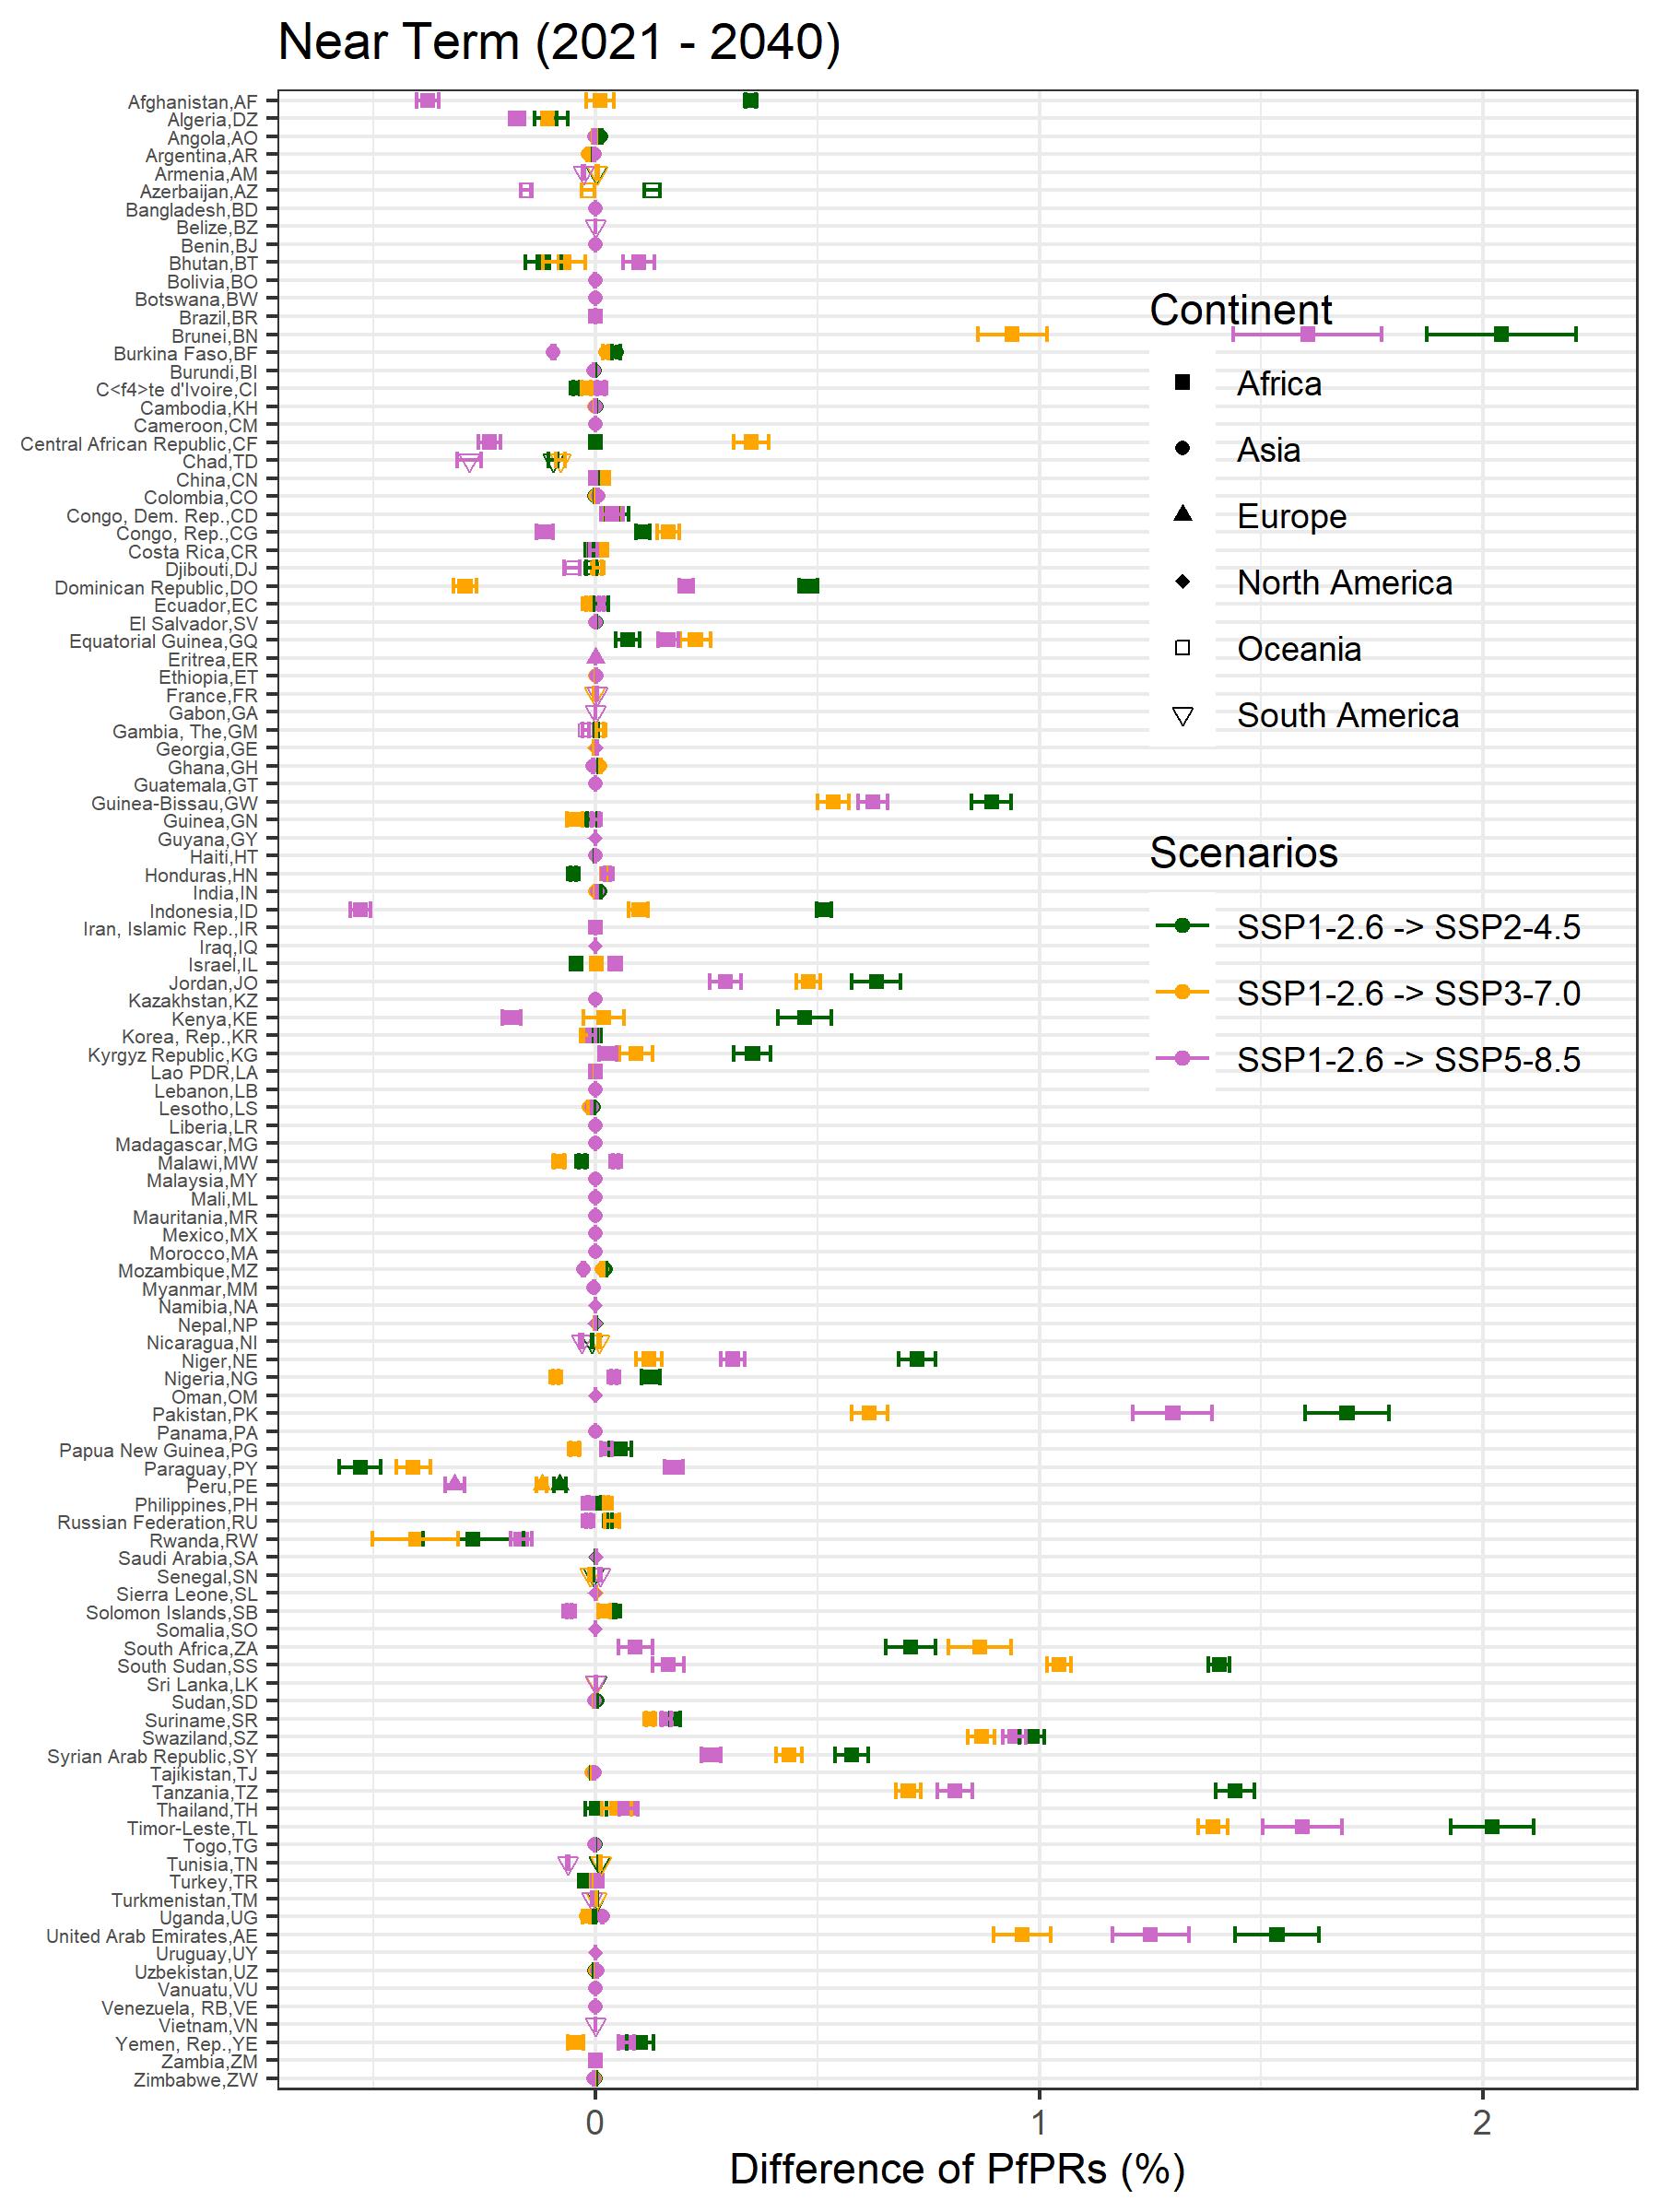 Near Term (2021 - 2040)
Afghanistan,AF
Algeria,DZ
Angola,AO
Argentina,AR
Armenia,AM
Azerbaijan,AZ
Bangladesh,BD
Belize,BZ
Benin,BJ
Bhutan,BT
Bolivia,BO
Botswana,BW
Brazil,BR
Brunei,BN
Burkina Faso,BF
Burundi,BI
C<f4>te d'Ivoire,CI
Cambodia,KH
Cameroon,CM
Central African Republic,CF
Chad,TD
China,CN
Colombia,CO
Congo, Dem. Rep.,CD
Congo, Rep.,CG
Costa Rica,CR
Djibouti,DJ
Dominican Republic,DO
Ecuador,EC
El Salvador,SV
Equatorial Guinea,GQ
Eritrea,ER
Ethiopia,ET
France,FR
Gabon,GA
Gambia, The,GM
Georgia,GE
Ghana,GH
Guatemala,GT
Guinea-Bissau,GW
Guinea,GN
Guyana,GY
Haiti,HT
Honduras,HN
India,IN
Indonesia,ID
Iran, Islamic Rep.,IR
Iraq,IQ
Israel,IL
Jordan,JO
Kazakhstan,KZ
Kenya,KE
Korea, Rep.,KR
Kyrgyz Republic,KG
Lao PDR,LA
Lebanon,LB
Lesotho,LS
Liberia,LR
Madagascar,MG
Malawi,MW
Malaysia,MY
Mali,ML
Mauritania,MR
Mexico,MX
Morocco,MA
Mozambique,MZ
Myanmar,MM
Namibia,NA
Nepal,NP
Nicaragua,NI
Niger,NE
Nigeria,NG
Oman,OM
Pakistan,PK
Panama,PA
Papua New Guinea,PG
Paraguay,PY
Peru,PE
Philippines,PH
Russian Federation,RU
Rwanda,RW
Saudi Arabia,SA
Senegal,SN
Sierra Leone,SL
Solomon Islands,SB
Somalia,SO
South Africa,ZA
South Sudan,SS
Sri Lanka,LK
Sudan,SD
Suriname,SR
Swaziland,SZ
Syrian Arab Republic,SY
Tajikistan,TJ
Tanzania,TZ
Thailand,TH
Timor-Leste,TL
Togo,TG
Tunisia,TN
Turkey,TR
Turkmenistan,TM
Uganda,UG
United Arab Emirates,AE
Uruguay,UY
Uzbekistan,UZ
Vanuatu,VU
Venezuela, RB,VE
Vietnam,VN
Yemen, Rep.,YE
Zambia,ZM
Zimbabwe,ZW
Continent
Africa
Asia
Europe
North America
Oceania
South America
Scenarios
SSP1-2.6 -> SSP2-4.5
SSP1-2.6 -> SSP3-7.0
SSP1-2.6 -> SSP5-8.5
0 1 2
Difference of PfPRs (%)